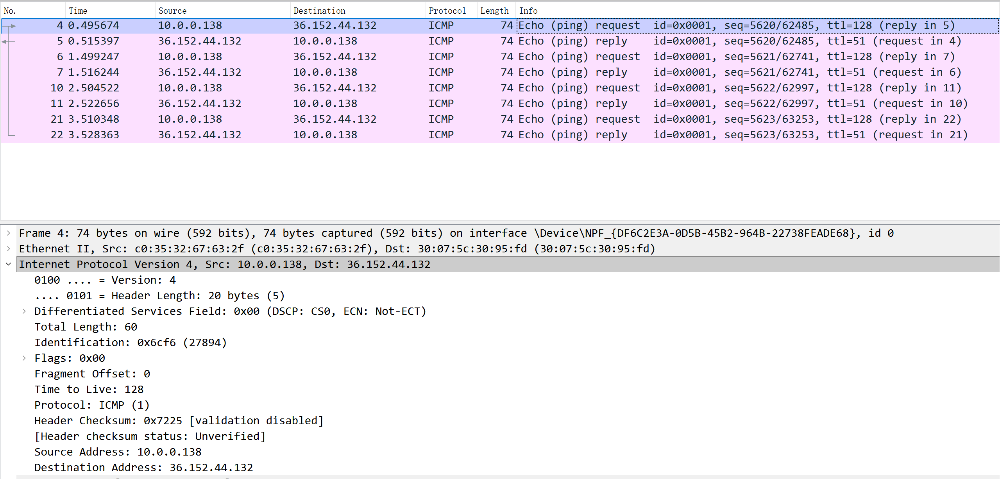 No. Time Source Destination Protocol Length Info
4 0.495674 10.0.0.138 36.152.44.132 ICMP 74 Echo (ping) request id=0x0001, seq=5620/62485, ttl=128 (reply in 5)
5 0.515397 36.152.44.132 10.0.0.138 ICMP 74 Echo (ping) reply id=0x0001, seq=5620/62485, ttl=51 (request in 4)
6 1.499247 10.0.0.138 36.152.44.132 ICMP 74 Echo (ping) request id=0x0001, seq=5621/62741, ttl=128 (reply in 7)
7 1.516244 36.152.44.132 10.0.0.138 ICMP 74 Echo (ping) reply id=0x0001, seq=5621/62741, ttl=51 (request in 6)
10 2.504522 10.0.0.138 36.152.44.132 ICMP 74 Echo (ping) request id=0x0001, seq=5622/62997, ttl=128 (reply in 11)
11 2.522656 36.152.44.132 10.0.0.138 ICMP 74 Echo (ping) reply id=0x0001, seq=5622/62997, ttl=51 (request in 10)
21 3.510348 10.0.0.138 36.152.44.132 ICMP 74 Echo (ping) request id=0x0001, seq=5623/63253, ttl=128 (reply in 22)
22 3.528363 36.152.44.132 10.0.0.138 ICMP 74 Echo (ping) reply id=0x0001, seq=5623/63253, ttl=51 (request in 21)
Frame 4: 74 bytes on wire (592 bits), 74 bytes captured (592 bits) on interface \Device\NPF_{DF6C2E3A-0D5B-45B2-964B-22738FEADE68}, id 0
Ethernet II, Src: c0:35:32:67:63:2f (c0:35:32:67:63:2f), Dst: 30:07:5c:30:95:fd (30:07:5c:30:95:fd)
Internet Protocol Version 4, Src: 10.0.0.138, Dst: 36.152.44.132
0100 .... = Version: 4
.... 0101 = Header Length: 20 bytes (5)
Differentiated Services Field: 0x00 (DSCP: CS0, ECN: Not-ECT)
Total Length: 60
Identification: 0x6cf6 (27894)
Flags: 0x00
Fragment Offset: 0
Time to Live: 128
Protocol: ICMP (1)
Header Checksum: 0x7225 [validation disabled]
[Header checksum status: Unverified]
Source Address: 10.0.0.138
Destination Address: 36.152.44.132